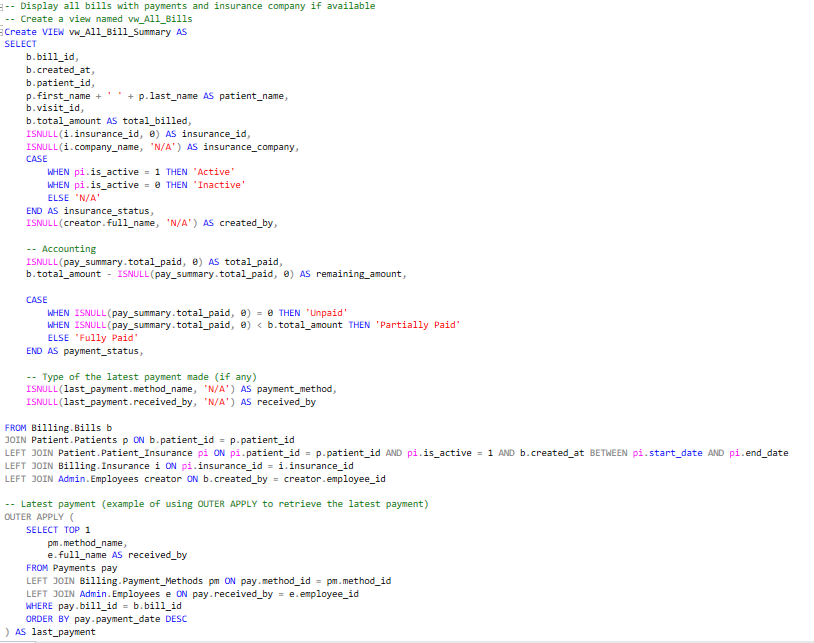 -- Display all bills with payments and insurance company if available
-- Create a view named vw_All_Bills
Create VIEW vw_All_Bill_Summary AS
SELECT
    b.bill_id,
    b.created_at,
    b.patient_id,
    p.first_name + ' ' + p.last_name AS patient_name,
    b.visit_id,
    b.total_amount AS total_billed,
    ISNULL(i.insurance_id, 0) AS insurance_id,
    ISNULL(i.company_name, 'N/A') AS insurance_company,
    CASE
        WHEN pi.is_active = 1 THEN 'Active'
        WHEN pi.is_active = 0 THEN 'Inactive'
        ELSE 'N/A'
    END AS insurance_status,
    ISNULL(creator.full_name, 'N/A') AS created_by,

    -- Accounting
    ISNULL(pay_summary.total_paid, 0) AS total_paid,
    b.total_amount - ISNULL(pay_summary.total_paid, 0) AS remaining_amount,

    CASE
        WHEN ISNULL(pay_summary.total_paid, 0) = 0 THEN 'Unpaid'
        WHEN ISNULL(pay_summary.total_paid, 0) < b.total_amount THEN 'Partially Paid'
        ELSE 'Fully Paid'
    END AS payment_status,

    -- Type of the latest payment made (if any)
    ISNULL(last_payment.method_name, 'N/A') AS payment_method,
    ISNULL(last_payment.received_by, 'N/A') AS received_by

FROM Billing.Bills b
JOIN Patient.Patients p ON b.patient_id = p.patient_id
LEFT JOIN Patient.Patient_Insurance pi ON pi.patient_id = p.patient_id AND pi.is_active = 1 AND b.created_at BETWEEN pi.start_date AND pi.end_date
LEFT JOIN Billing.Insurance i ON pi.insurance_id = i.insurance_id
LEFT JOIN Admin.Employees creator ON b.created_by = creator.employee_id

-- Latest payment (example of using OUTER APPLY to retrieve the latest payment)
OUTER APPLY (
    SELECT TOP 1
        pm.method_name,
        e.full_name AS received_by
    FROM Payments pay
    LEFT JOIN Billing.Payment_Methods pm ON pay.method_id = pm.method_id
    LEFT JOIN Admin.Employees e ON pay.received_by = e.employee_id
    WHERE pay.bill_id = b.bill_id
    ORDER BY pay.payment_date DESC
) AS last_payment